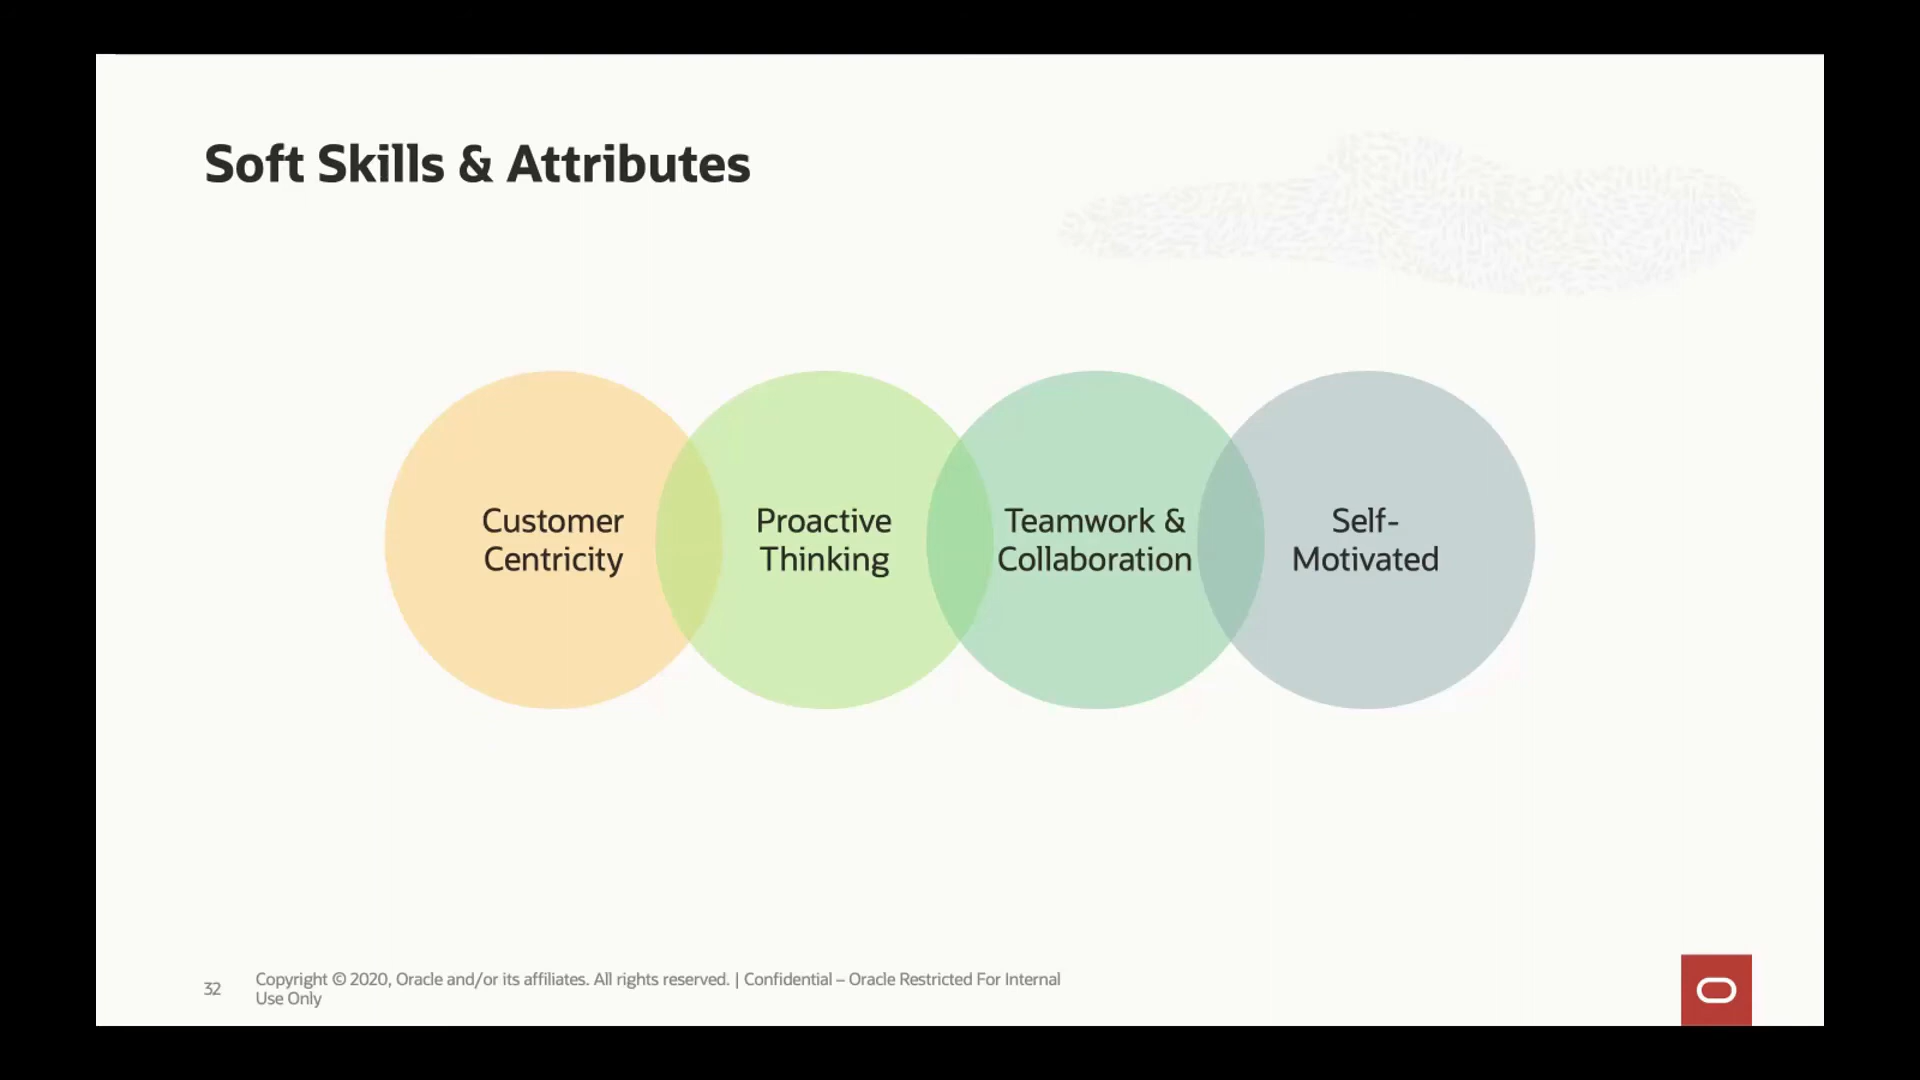 Soft Skills & Attributes
Customer
Centricity
Proactive
Thinking
Teamwork &
Collaboration
Self-
Motivated
32
Copyright © 2020, Oracle and/or its affiliates. All rights reserved. | Confidential – Oracle Restricted For Internal
Use Only